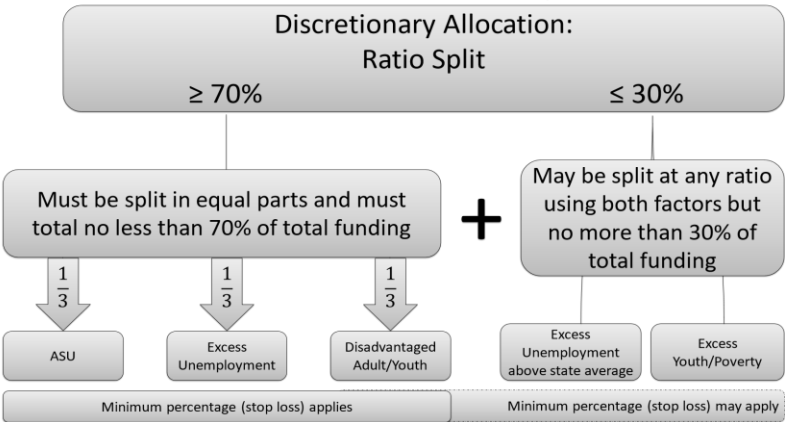 Discretionary Allocation:
Ratio Split
≥ 70%
≤ 30%
Must be split in equal parts and must
total no less than 70% of total funding
+
May be split at any ratio
using both factors but
no more than 30% of
total funding
1/3
1/3
1/3
ASU
Excess
Unemployment
Disadvantaged
Adult/Youth
Excess
Unemployment
above state average
Excess
Youth/Poverty
Minimum percentage (stop loss) applies
Minimum percentage (stop loss) may apply